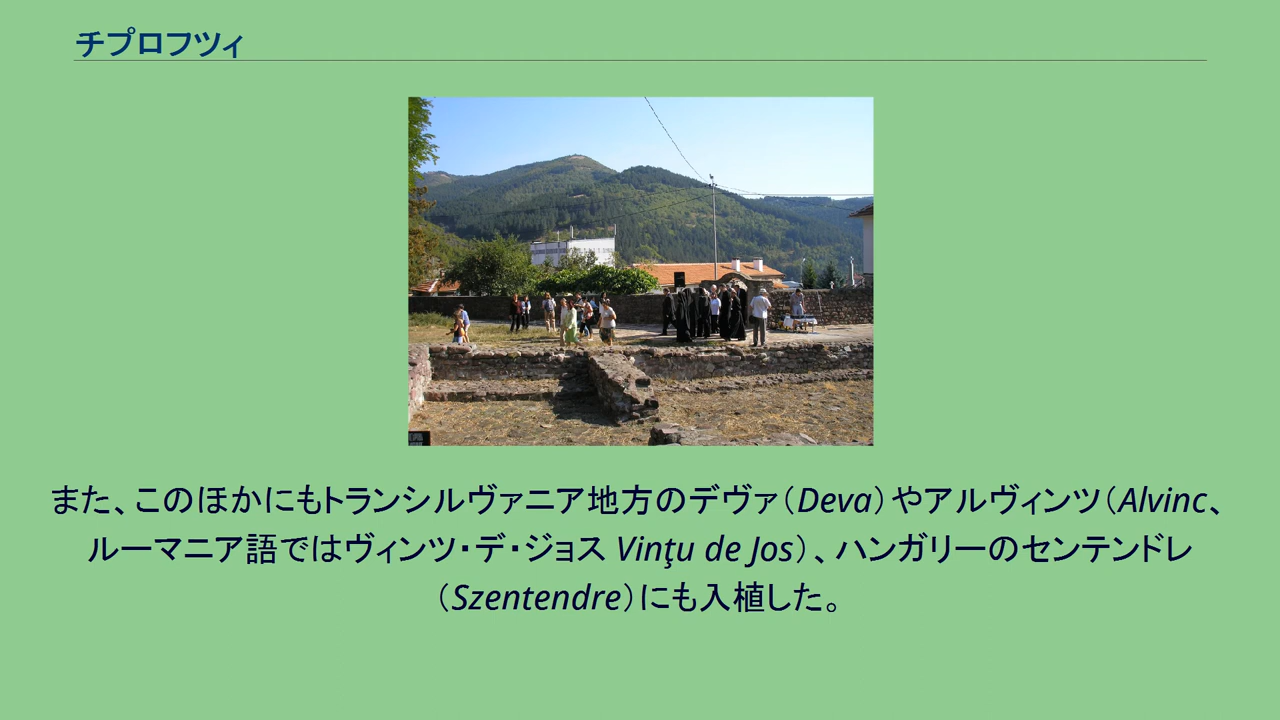 チプロフツィ
また、このほかにもトランシルヴァニア地方のデヴァ（Deva）やアルヴィンツ（Alvinc、
ルーマニア語ではヴィンツ・デ・ジョス Vinţu de Jos）、ハンガリーのセンテンドレ
（Szentendre）にも入植した。